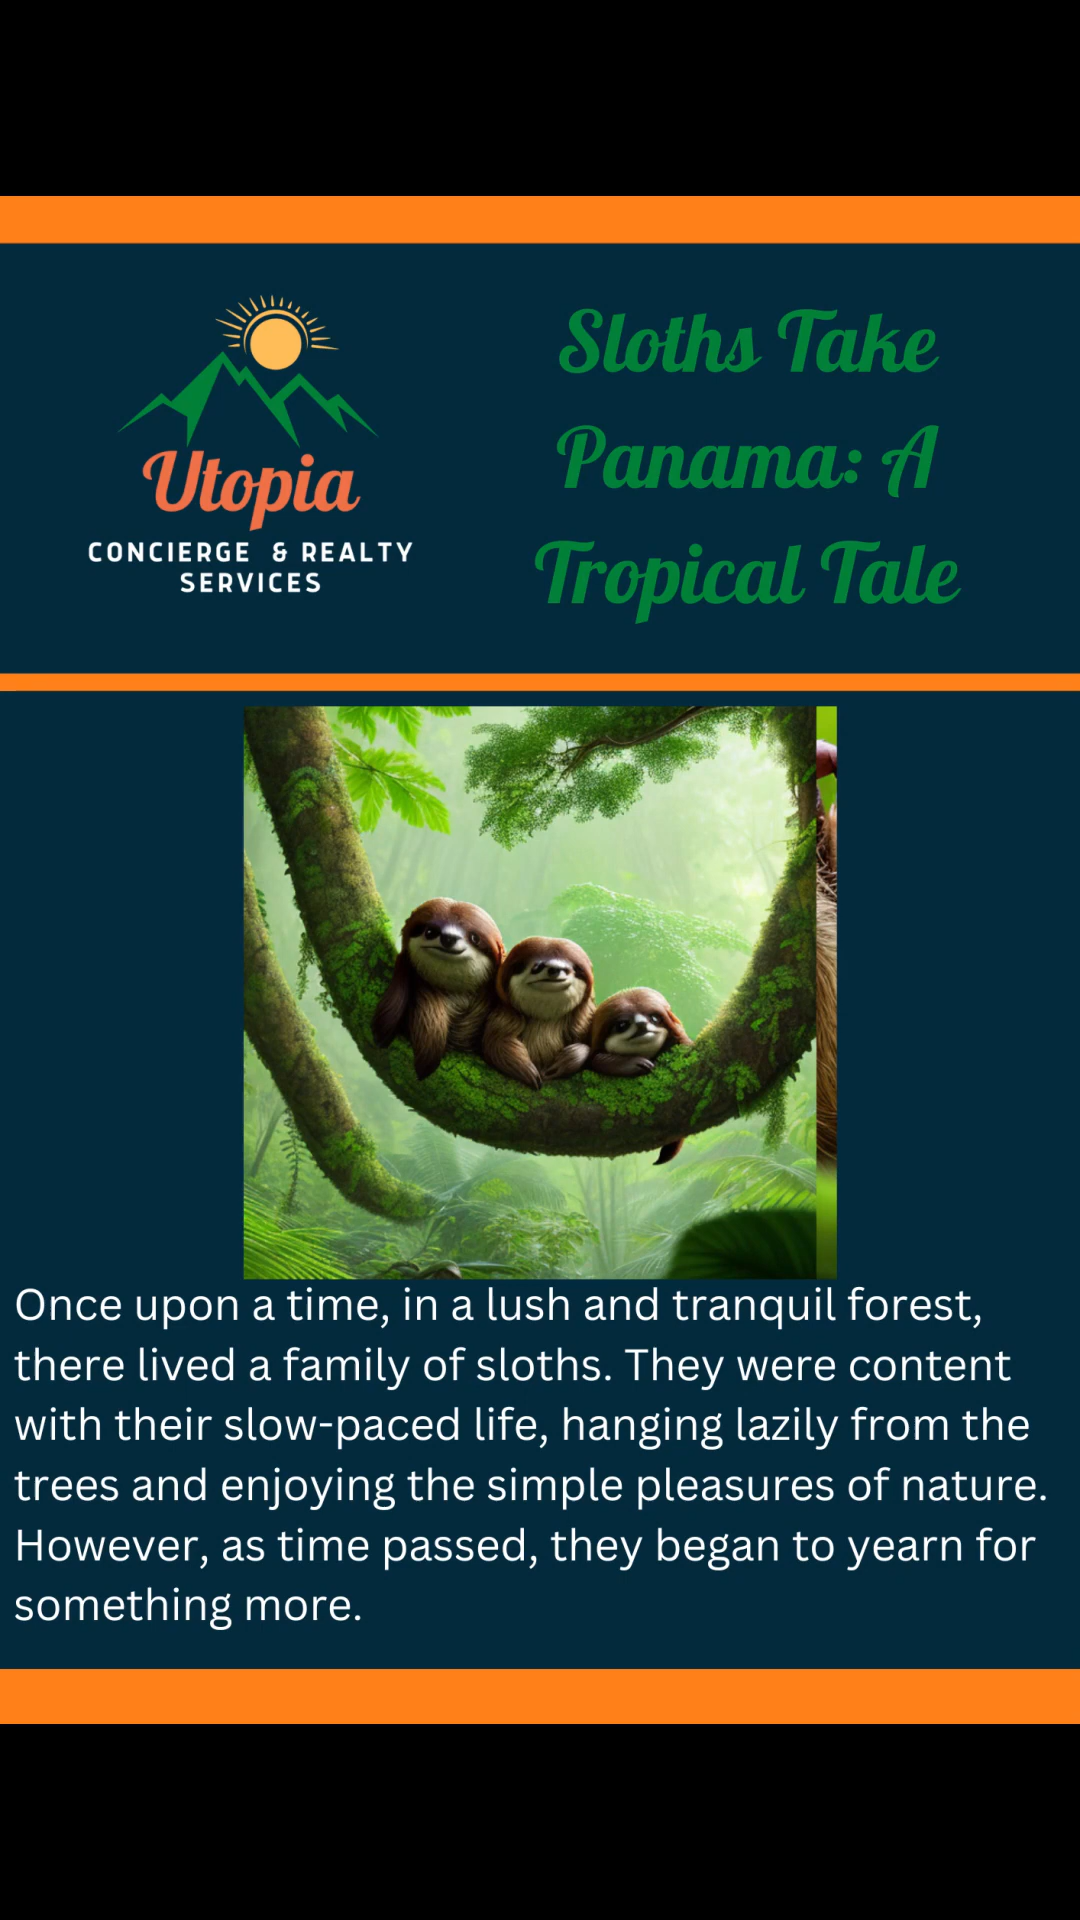 Utopia
CONCIERGE & REALTY
SERVICES
Sloths Take
Panama: A
Tropical Tale
Once upon a time, in a lush and tranquil forest,
there lived a family of sloths. They were content
with their slow-paced life, hanging lazily from the
trees and enjoying the simple pleasures of nature.
However, as time passed, they began to yearn for
something more.